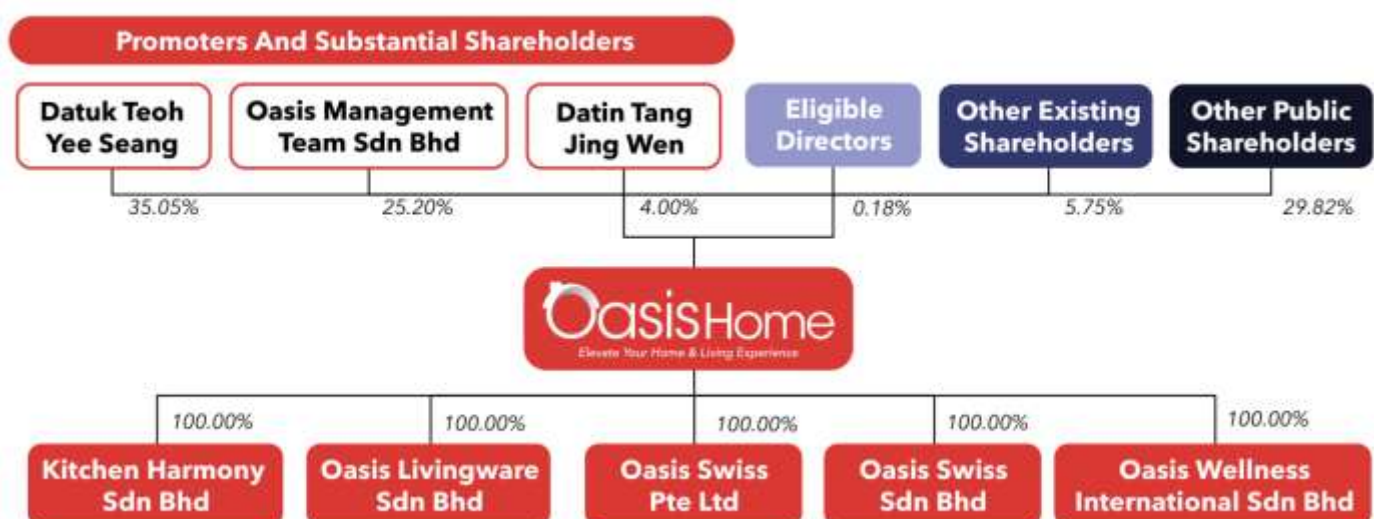 Promoters And Substantial Shareholders
Datuk Teoh
Yee Seang
Oasis Management
Team Sdn Bhd
Datin Tang
Jing Wen
Eligible
Directors
Other Existing
Shareholders
Other Public
Shareholders
35.05%
25.20%
4.00%
0.18%
5.75%
29.82%
OasisHome
Elevate Your Home & Living Experience
100.00%
100.00%
100.00%
100.00%
100.00%
Kitchen Harmony
Sdn Bhd
Oasis Livingware
Sdn Bhd
Oasis Swiss
Pte Ltd
Oasis Swiss
Sdn Bhd
Oasis Wellness
International Sdn Bhd